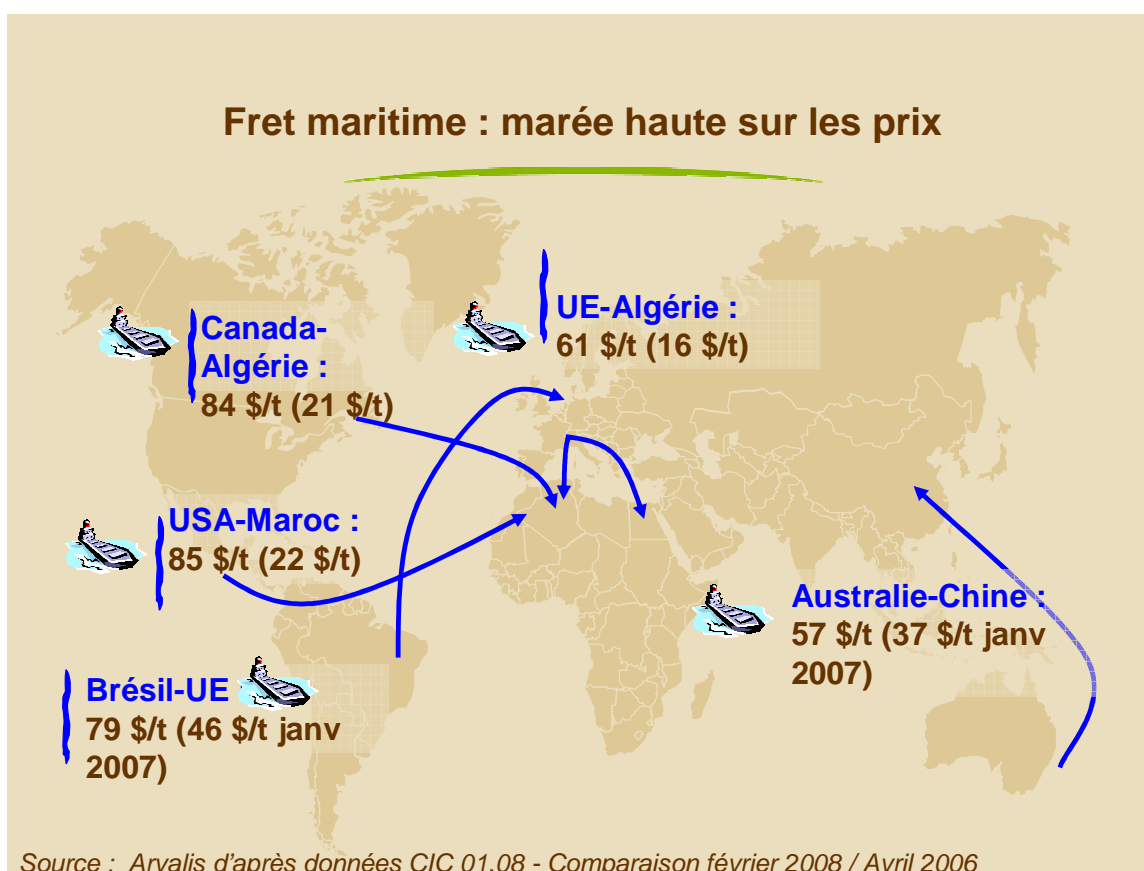 Fret maritime : marée haute sur les prix
UE-Algérie :
61 $/t (16 $/t)
Canada-
Algérie :
84 $/t (21 $/t)
USA-Maroc :
85 $/t (22 $/t)
Australie-Chine :
57 $/t (37 $/t janv
2007)
Brésil-UE
79 $/t (46 $/t janv
2007)
Source : Arvalis d'après données CIC 01.08 - Comparaison février 2008 / Avril 2006